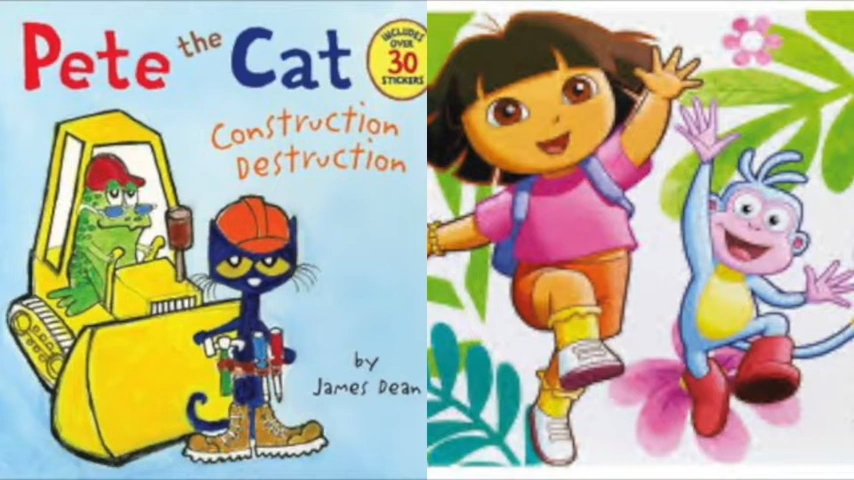 Pete the Cat
INCLUDES
OVER
30
STICKERS
Construction
Destruction
by
James Dean